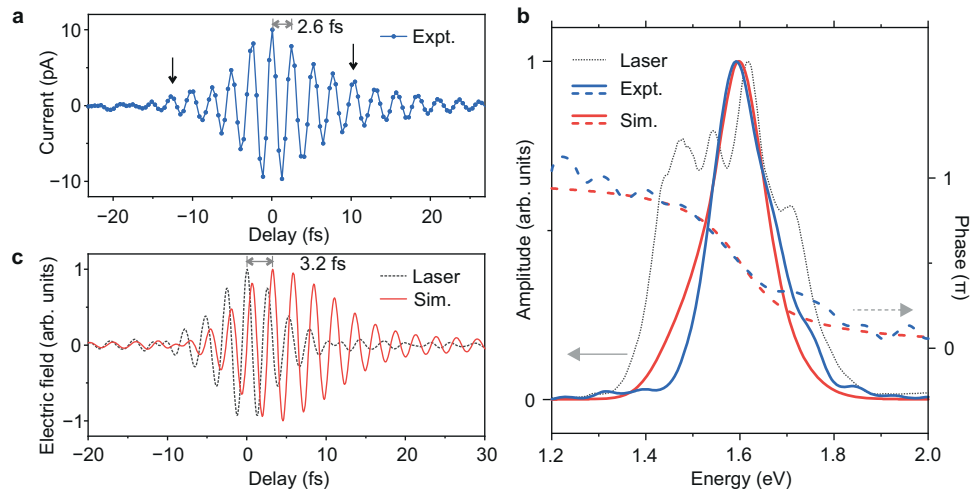 a
2.6 fs
Expt.
10
0
−10
Current (pA)
−20
−10
0
10
20
Delay (fs)
c
3.2 fs
Laser
Sim.
1
0
−1
Electric field (arb. units)
−20
−10
0
10
20
30
Delay (fs)
b
Laser
Expt.
Sim.
1
0
Amplitude (arb. units)
1
0
Phase (π)
1.2
1.4
1.6
1.8
2.0
Energy (eV)